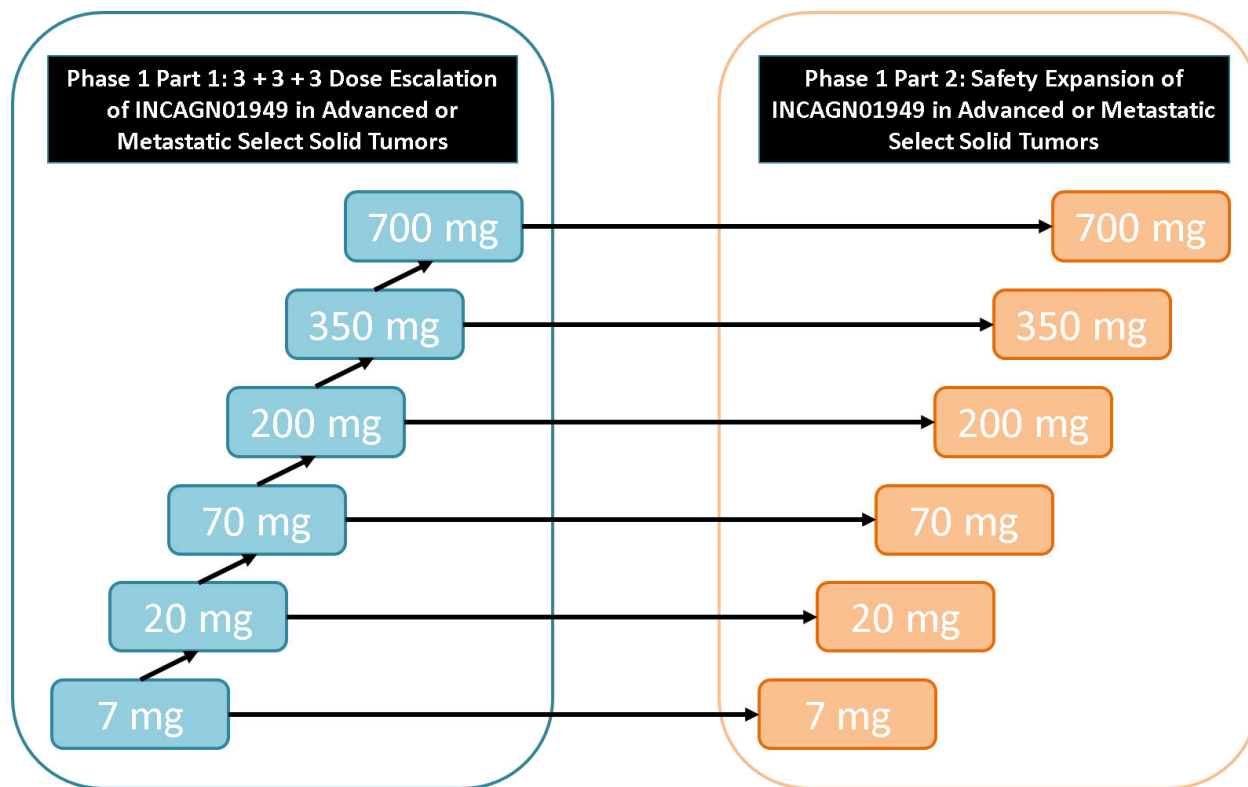 Phase 1 Part 1: 3 + 3 + 3 Dose Escalation
of INCAGN01949 in Advanced or
Metastatic Select Solid Tumors
Phase 1 Part 2: Safety Expansion of
INCAGN01949 in Advanced or Metastatic
Select Solid Tumors
700 mg
700 mg
350 mg
350 mg
200 mg
200 mg
70 mg
70 mg
20 mg
20 mg
7 mg
7 mg